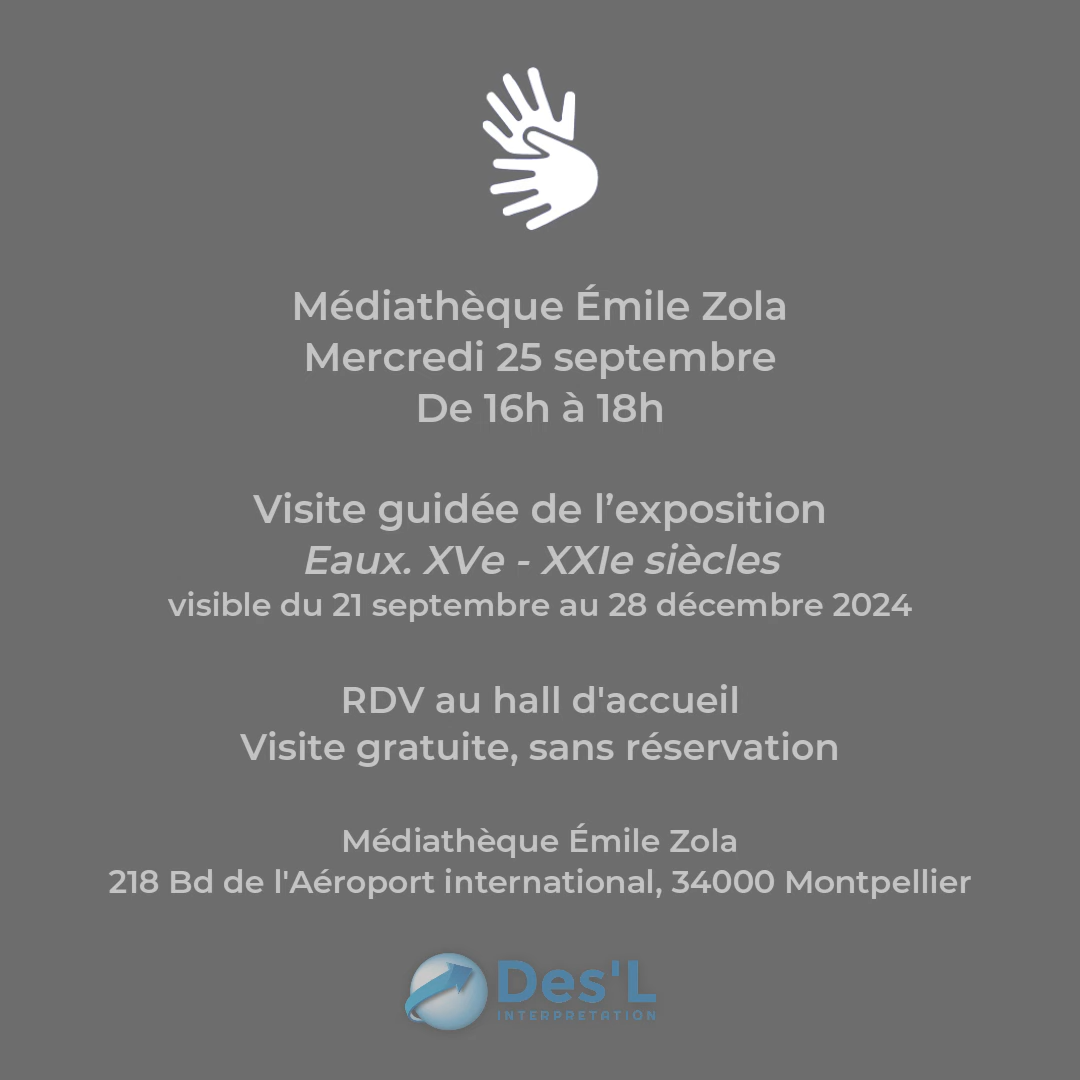 Médiathèque Émile Zola
Mercredi 25 septembre
De 16h à 18h
Visite guidée de l’exposition
Eaux. XVe - XXIe siècles
visible du 21 septembre au 28 décembre 2024
RDV au hall d'accueil
Visite gratuite, sans réservation
Médiathèque Émile Zola
218 Bd de l'Aéroport international, 34000 Montpellier
Des'L
INTERPRETATION